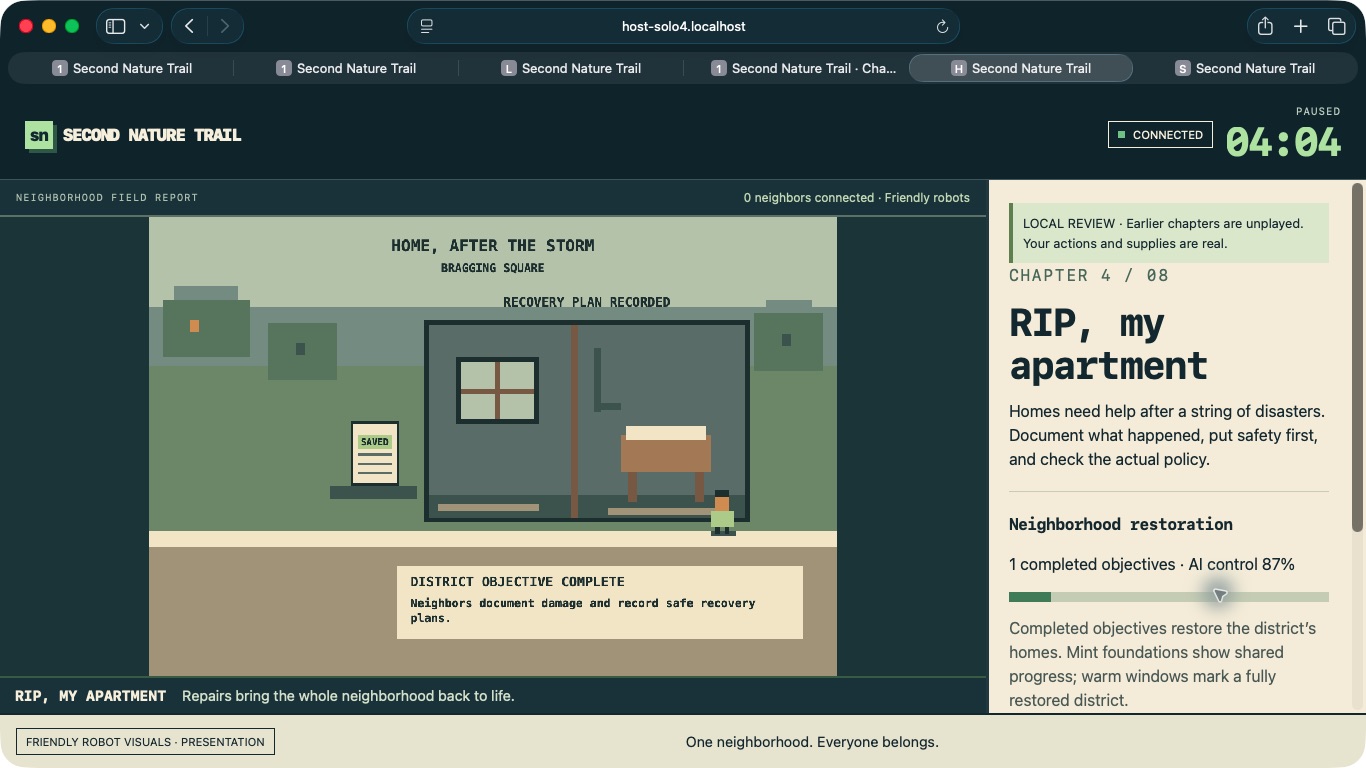 host-solo4.localhost
1 Second Nature Trail
1 Second Nature Trail
L Second Nature Trail
1 Second Nature Trail · Cha...
H Second Nature Trail
S Second Nature Trail
sn SECOND NATURE TRAIL
CONNECTED
PAUSED
04:04
NEIGHBORHOOD FIELD REPORT
0 neighbors connected · Friendly robots
HOME, AFTER THE STORM
BRAGGING SQUARE
RECOVERY PLAN RECORDED
SAVED
DISTRICT OBJECTIVE COMPLETE
Neighbors document damage and record safe recovery
plans.
RIP, MY APARTMENT Repairs bring the whole neighborhood back to life.
LOCAL REVIEW · Earlier chapters are unplayed.
Your actions and supplies are real.
CHAPTER 4 / 08
RIP, my
apartment
Homes need help after a string of disasters.
Document what happened, put safety first,
and check the actual policy.
Neighborhood restoration
1 completed objectives · AI control 87%
Completed objectives restore the district's
homes. Mint foundations show shared
progress; warm windows mark a fully
restored district.
FRIENDLY ROBOT VISUALS · PRESENTATION
One neighborhood. Everyone belongs.